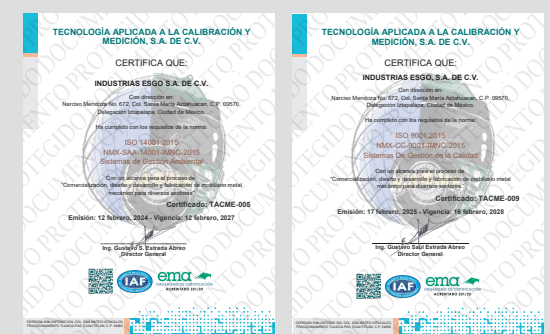 TECNOLOGÍA APLICADA A LA CALIBRACIÓN Y
MEDICIÓN, S.A. DE C.V.
CERTIFICA QUE:
INDUSTRIAS ESGO S.A. DE C.V.
Con dirección en:
Narciso Mendoza No. 672, Col. Santa María Aztahuacan, C.P. 09570,
Delegación Iztapalapa, Ciudad de México
Ha cumplido con los requisitos de la norma:
ISO 14001:2015
NMX-SAA-14001-IMNC-2015
Sistemas de Gestión Ambiental
Con un alcance para el proceso de:
"Comercialización, diseño y desarrollo y fabricación de mobiliario metal
mecánico para diversos sectores"
Certificado: TACME-005
Emisión: 12 febrero, 2024 - Vigencia: 12 febrero, 2027
Ing. Gustavo S. Estrada Abreo
Director General
IAF
ema
ORGANISMO DE CERTIFICACIÓN
TECNOLOGÍA APLICADA A LA CALIBRACIÓN Y
MEDICIÓN, S.A. DE C.V.
CERTIFICA QUE:
INDUSTRIAS ESGO, S.A. DE C.V.
Con dirección en:
Narciso Mendoza No. 672, Col. Santa María Aztahuacan, C.P. 09570,
Delegación Iztapalapa, Ciudad de México
Ha cumplido con los requisitos de la norma:
ISO 9001:2015
NMX-CC-9001-IMNC-2015
Sistemas De Gestión de la Calidad
Con un alcance para el proceso de:
"Comercialización, diseño y desarrollo y fabricación de mobiliario metal
mecánico para diversos sectores"
Certificado: TACME-009
Emisión: 17 febrero, 2025 - Vigencia: 16 febrero, 2028
Ing. Gustavo Saúl Estrada Abreo
Director General
IAF
ema
ORGANISMO DE CERTIFICACIÓN